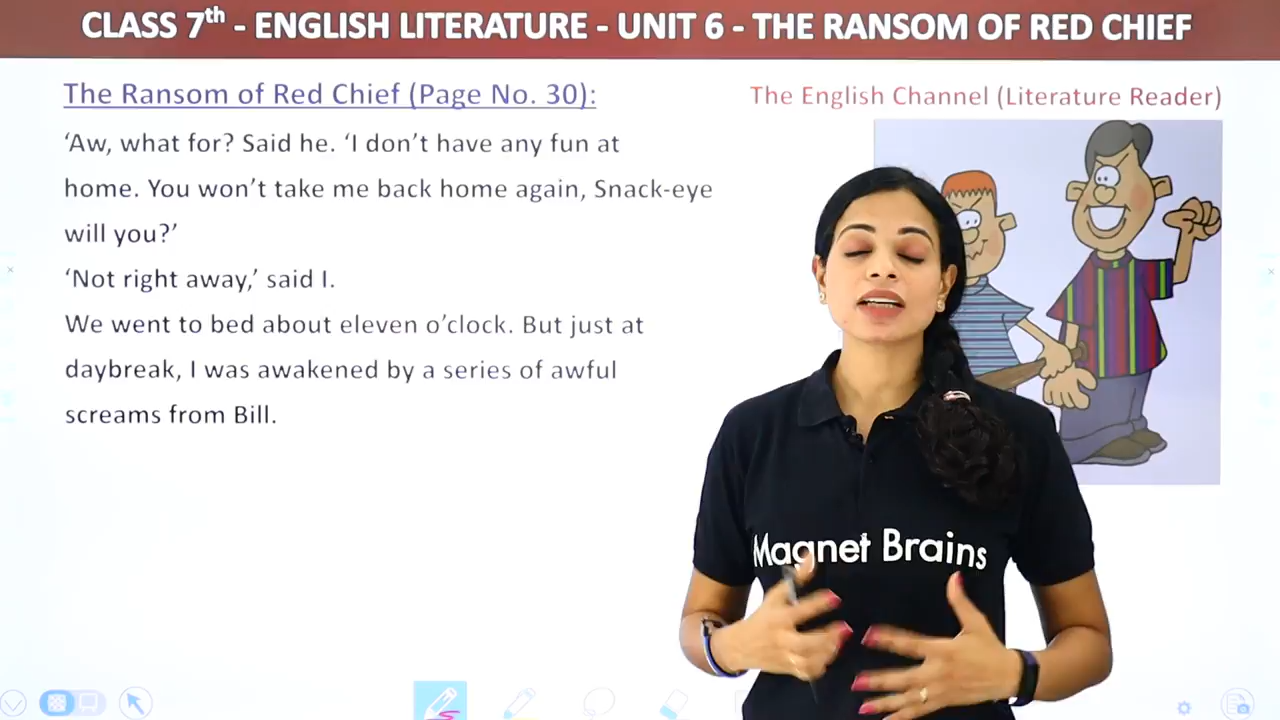 CLASS 7th - ENGLISH LITERATURE - UNIT 6 - THE RANSOM OF RED CHIEF
The Ransom of Red Chief (Page No. 30):
The English Channel (Literature Reader)
‘Aw, what for? Said he. ‘I don’t have any fun at
home. You won’t take me back home again, Snack-eye
will you?’
‘Not right away,’ said I.
We went to bed about eleven o’clock. But just at
daybreak, I was awakened by a series of awful
screams from Bill.
Magnet Brains